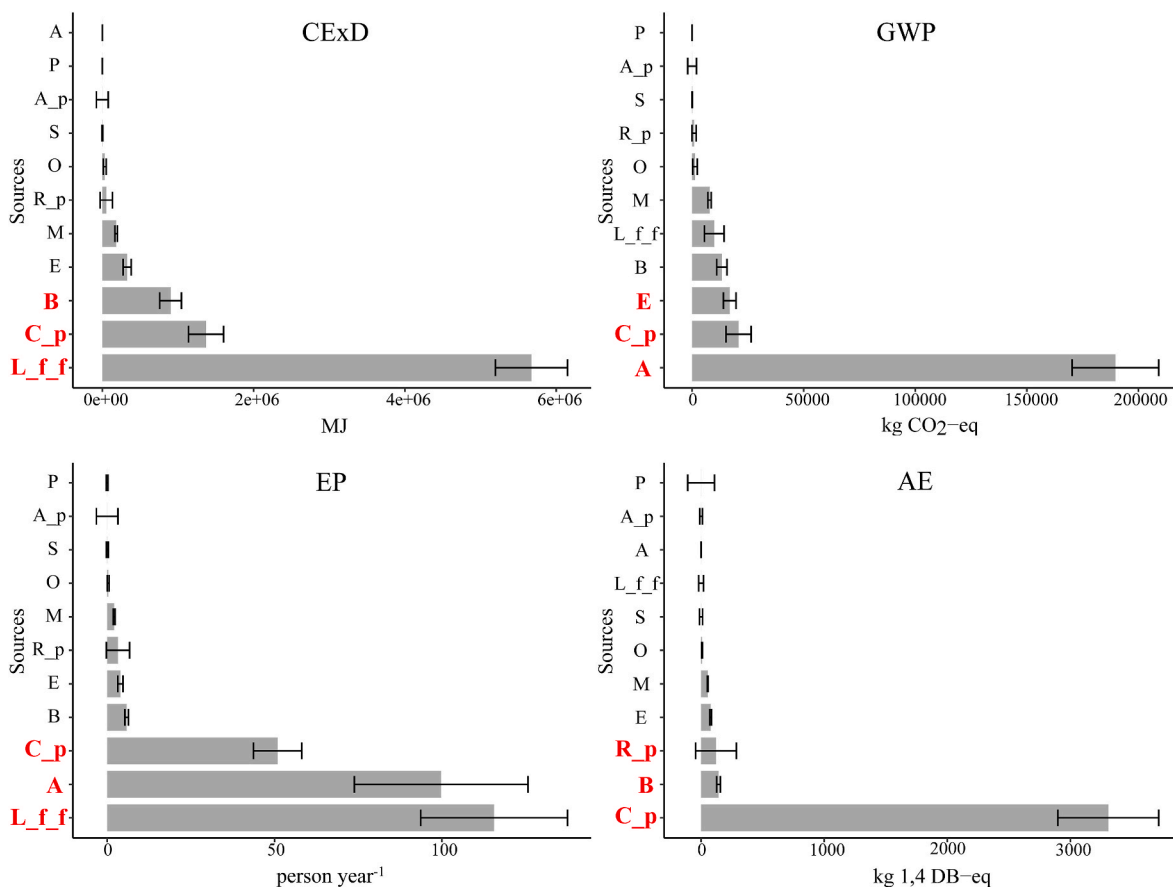 CExD
Sources
A
P
A_p
S
O
R_p
M
E
B
C_p
L_f_f
0e+00 2e+06 4e+06 6e+06
MJ
GWP
Sources
P
A_p
S
R_p
O
M
L_f_f
B
E
C_p
A
0 50000 100000 150000 200000
kg CO2−eq
EP
Sources
P
A_p
S
O
M
R_p
E
B
C_p
A
L_f_f
0 50 100
person year-1
AE
Sources
P
A_p
A
L_f_f
S
O
M
E
R_p
B
C_p
0 1000 2000 3000
kg 1,4 DB−eq